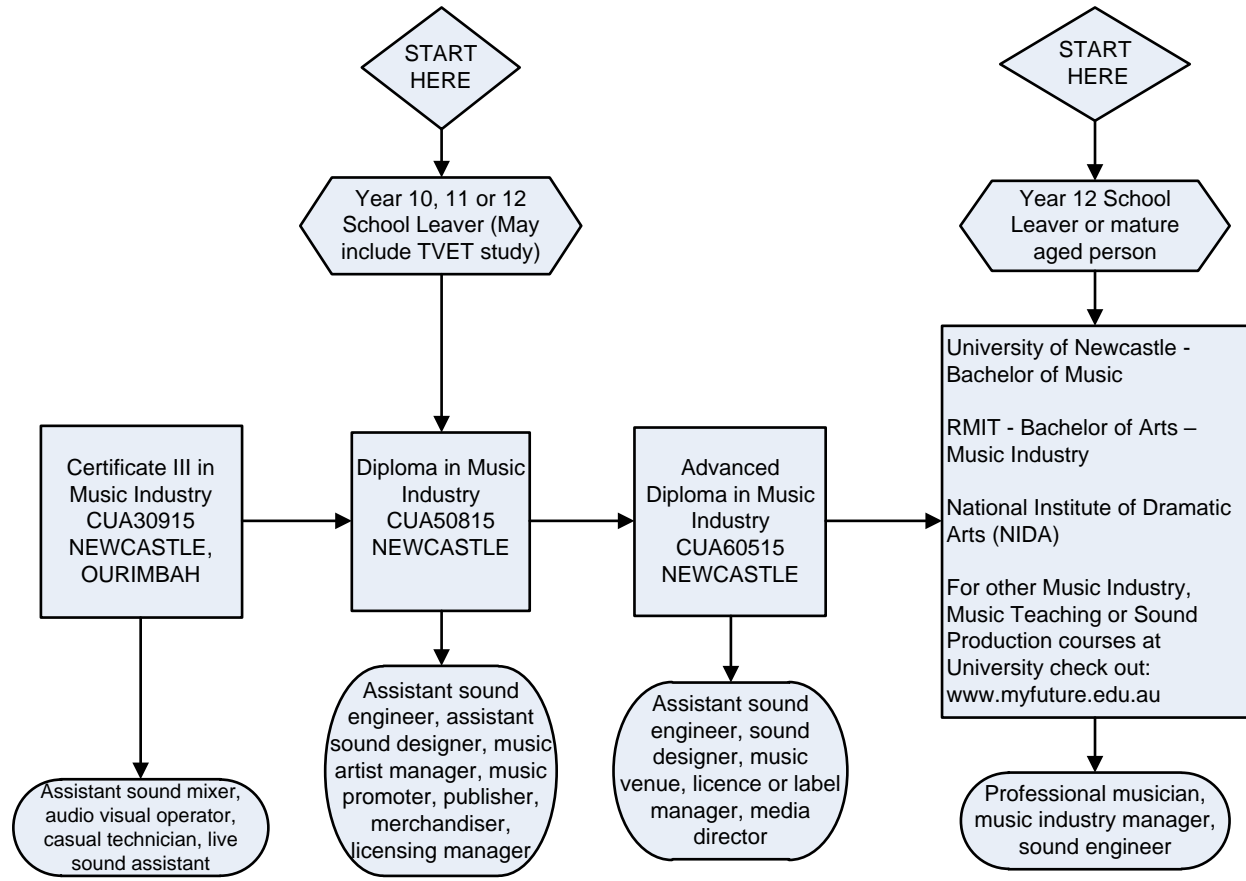 START
HERE
Year 10, 11 or 12
School Leaver (May
include TVET study)
START
HERE
Year 12 School
Leaver or mature
aged person
Certificate III in
Music Industry
CUA30915
NEWCASTLE,
OURIMBAH
Diploma in Music
Industry
CUA50815
NEWCASTLE
Advanced
Diploma in Music
Industry
CUA60515
NEWCASTLE
University of Newcastle -
Bachelor of Music
RMIT - Bachelor of Arts –
Music Industry
National Institute of Dramatic
Arts (NIDA)
For other Music Industry,
Music Teaching or Sound
Production courses at
University check out:
www.myfuture.edu.au
Assistant sound mixer,
audio visual operator,
casual technician, live
sound assistant
Assistant sound
engineer, assistant
sound designer, music
artist manager, music
promoter, publisher,
merchandiser,
licensing manager
Assistant sound
engineer, sound
designer, music
venue, licence or label
manager, media
director
Professional musician,
music industry manager,
sound engineer